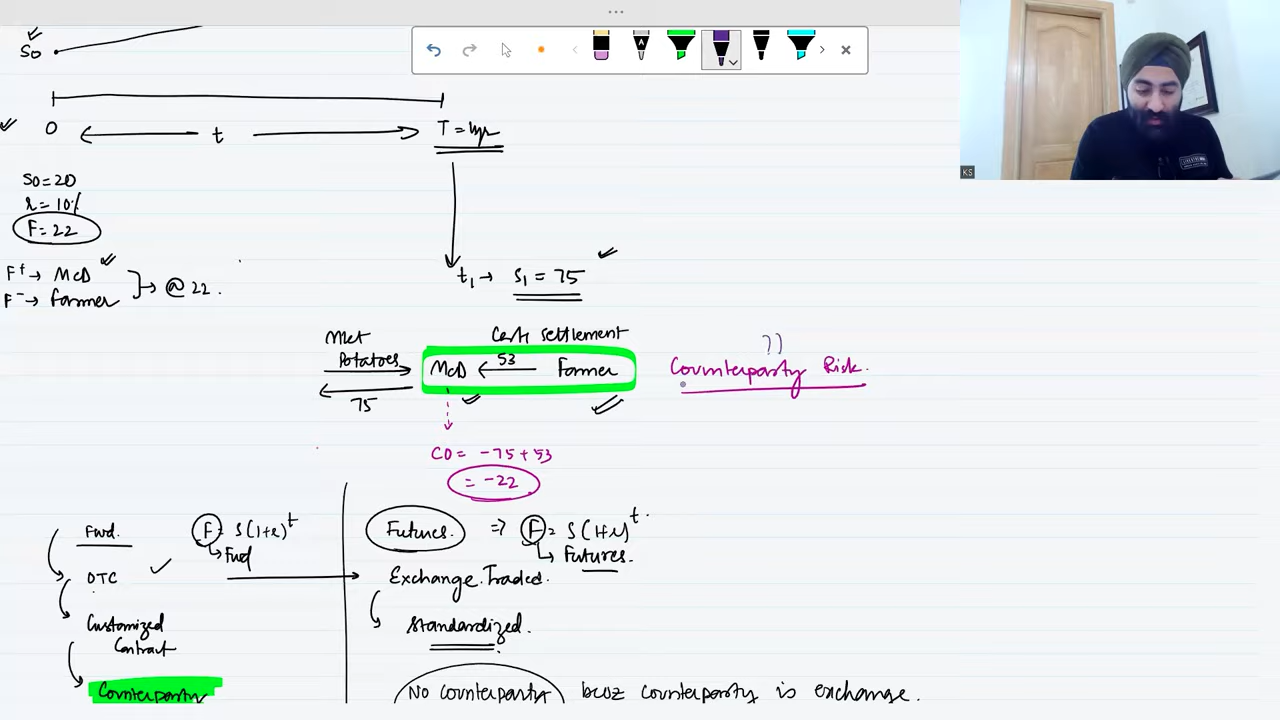 S0
0 t T = 1yr
S0 = 20
r = 10%
F = 22
F+ → McD
F- → Farmer
→ @ 22.
t1 → S1 = 75
Mkt
Potatoes
75
Cash settlement
McD ← 53 Farmer
??
Counterparty Risk.
CO = -75 + 53
= -22
Fwd.
F = S(1+r)^t
Fwd
OTC
Customized
Contract
Counterparty
Futures. => F = S(1+r)^t.
Futures.
Exchange Traded.
Standardized.
No counterparty bcoz counterparty is exchange.
KS